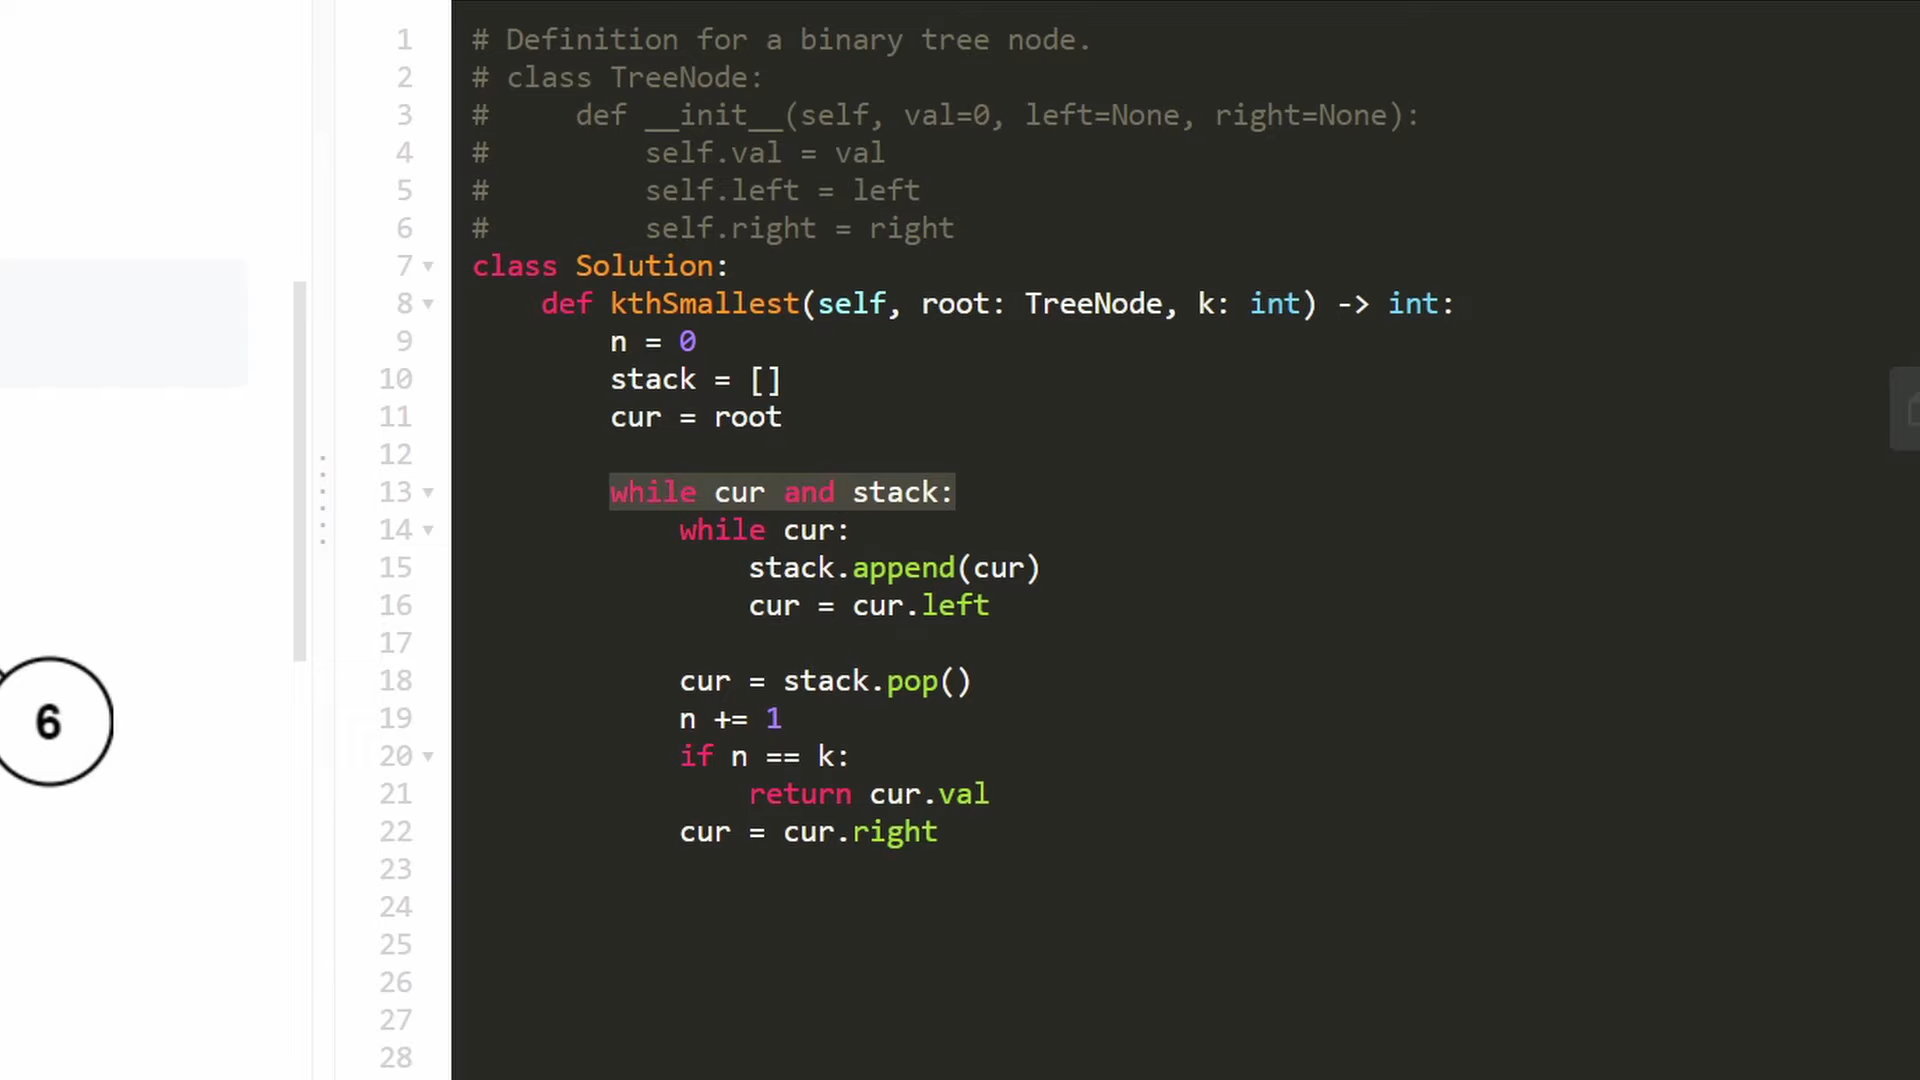 1 # Definition for a binary tree node.
2 # class TreeNode:
3 #     def __init__(self, val=0, left=None, right=None):
4 #         self.val = val
5 #         self.left = left
6 #         self.right = right
7 class Solution:
8     def kthSmallest(self, root: TreeNode, k: int) -> int:
9         n = 0
10         stack = []
11         cur = root
12
13         while cur and stack:
14             while cur:
15                 stack.append(cur)
16                 cur = cur.left
17
18             cur = stack.pop()
6
19             n += 1
20             if n == k:
21                 return cur.val
22             cur = cur.right
23
24
25
26
27
28